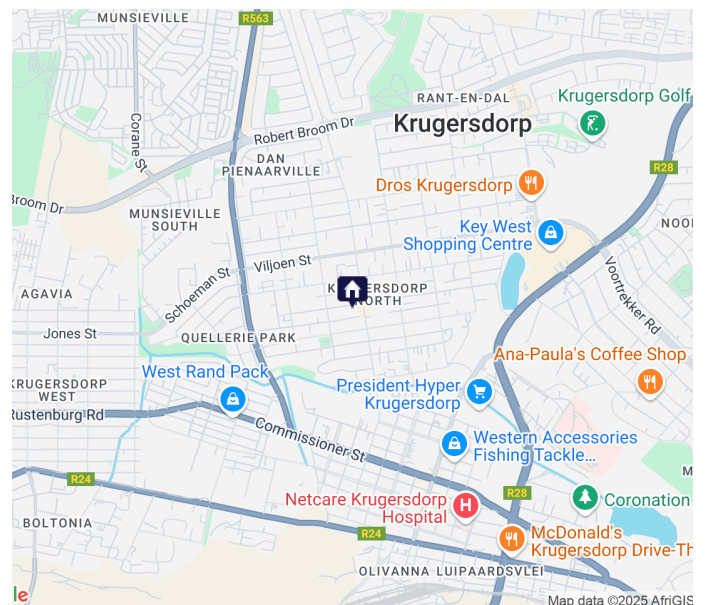 MUNSIEVILLE
R563
RANT-EN-DAL
Krugersdorp Golf
Corane St
Robert Broom Dr
Krugersdorp
DAN
PIENAARVILLE
R28
Dros Krugersdorp
Broom Dr
MUNSIEVILLE
SOUTH
Key West
Shopping Centre
NOO
Viljoen St
Schoeman St
Voortrekker Rd
AGAVIA
NORTH
Jones St
QUELLERIE PARK
Ana-Paula's Coffee Shop
West Rand Pack
KRUGERSDORP
WEST
President Hyper
Krugersdorp
Rustenburg Rd
Commissioner St
Western Accessories
Fishing Tackle...
R24
M
R28
Netcare Krugersdorp
Hospital
Coronation
BOLTONIA
R24
McDonald's
Krugersdorp Drive-Th
OLIVANNA
LUIPAARDSVLEI
le
Map data ©2025 AfriGIS